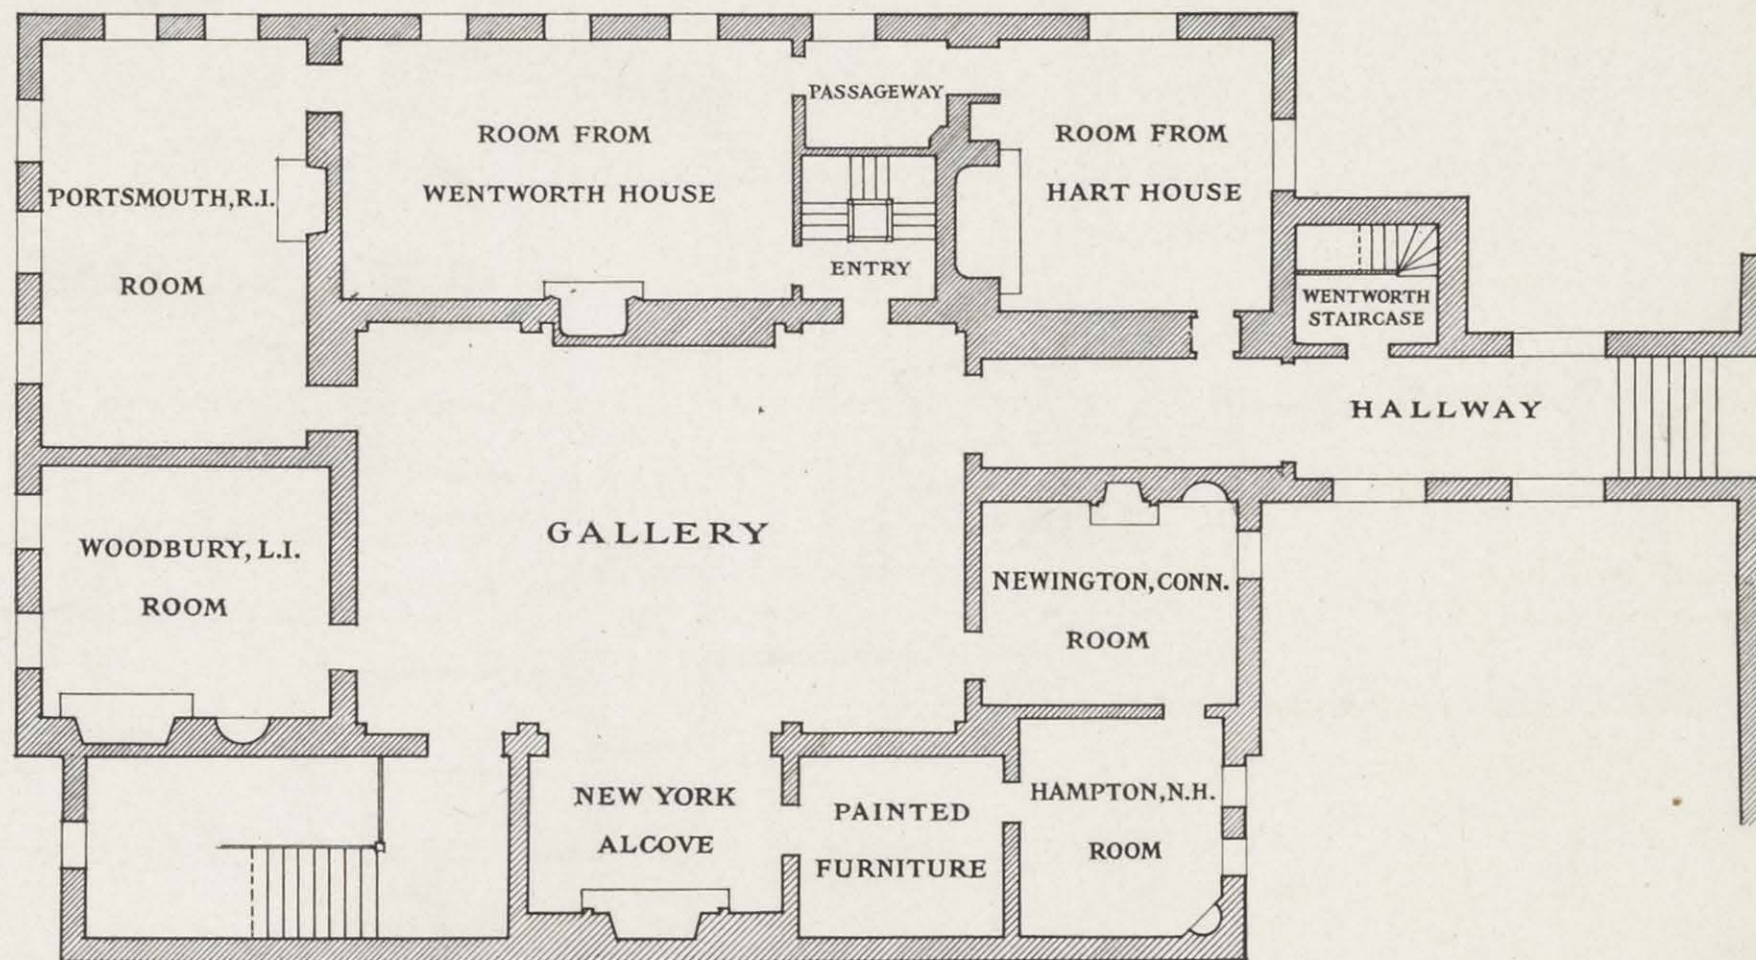 PASSAGEWAY
ROOM FROM
WENTWORTH HOUSE
ROOM FROM
HART HOUSE
PORTSMOUTH, R.I.
ROOM
ENTRY
WENTWORTH
STAIRCASE
HALLWAY
GALLERY
WOODBURY, L.I.
ROOM
NEWINGTON, CONN.
ROOM
NEW YORK
ALCOVE
PAINTED
FURNITURE
HAMPTON, N.H.
ROOM